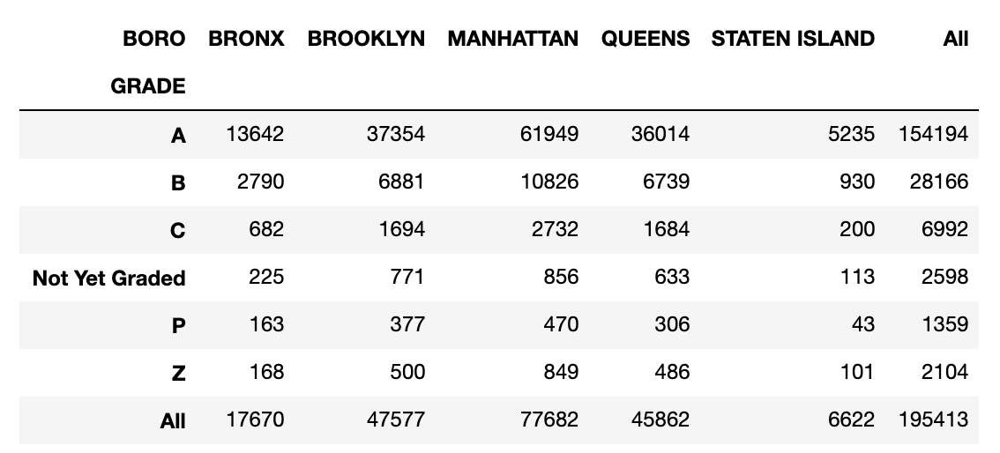 BORO BRONX BROOKLYN MANHATTAN QUEENS STATEN ISLAND All
GRADE
A 13642 37354 61949 36014 5235 154194
B 2790 6881 10826 6739 930 28166
C 682 1694 2732 1684 200 6992
Not Yet Graded 225 771 856 633 113 2598
P 163 377 470 306 43 1359
Z 168 500 849 486 101 2104
All 17670 47577 77682 45862 6622 195413